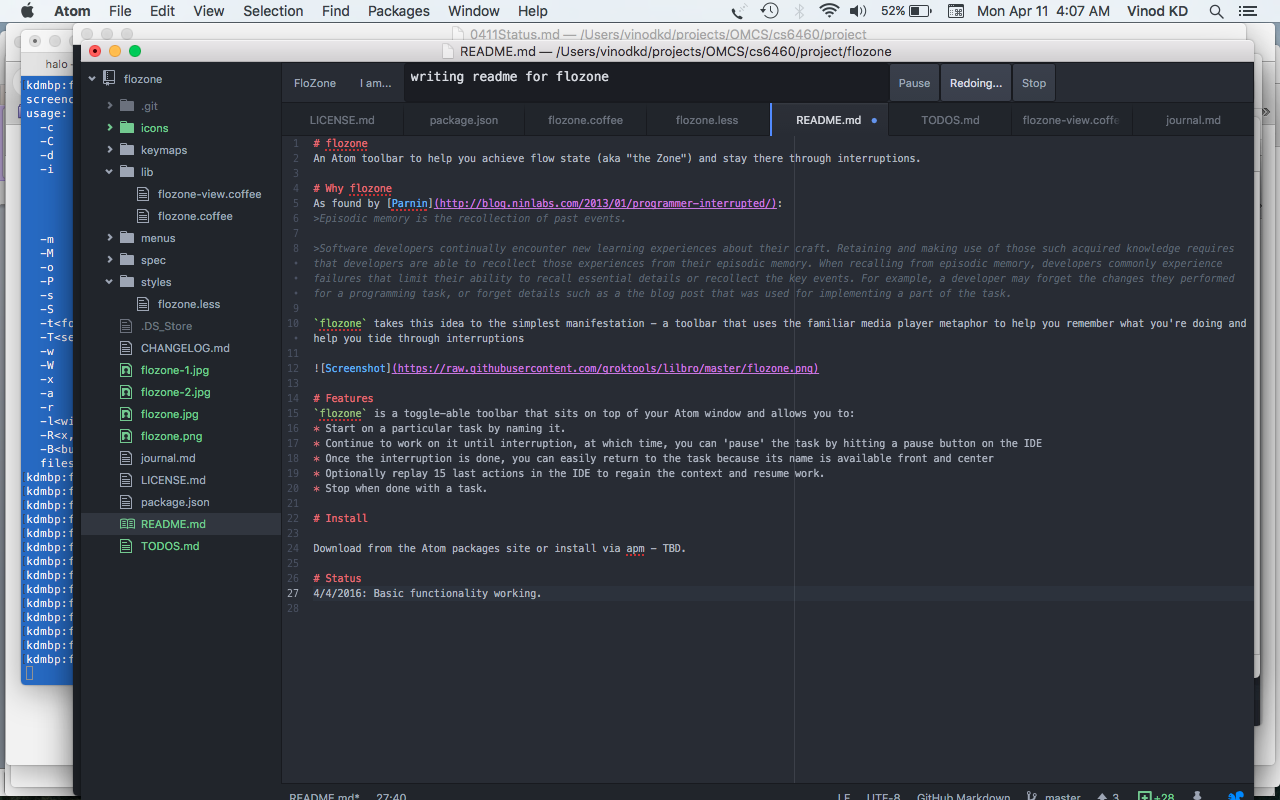 Atom File Edit View Selection Find Packages Window Help 52% Mon Apr 11 4:07 AM Vinod KD
0411Status.md — /Users/vinodkd/projects/OMCS/cs6460/project
README.md — /Users/vinodkd/projects/OMCS/cs6460/project/flozone
halo
kdmbp:f
screenc
usage:
-c
-C
-d
-i
-m
-M
-o
-P
-s
-S
-t<fo
-T<se
-w
-W
-x
-a
-r
-l<wi
-R<x,
-B<bu
files
kdmbp:f
kdmbp:f
kdmbp:f
kdmbp:f
kdmbp:f
kdmbp:f
kdmbp:f
kdmbp:f
kdmbp:f
kdmbp:f
kdmbp:f
kdmbp:f
kdmbp:f
kdmbp:f
flozone
.git
icons
keymaps
lib
flozone-view.coffee
flozone.coffee
menus
spec
styles
flozone.less
.DS_Store
CHANGELOG.md
flozone-1.jpg
flozone-2.jpg
flozone.jpg
flozone.png
journal.md
LICENSE.md
package.json
README.md
TODOS.md
FloZone I am... writing readme for flozone Pause Redoing... Stop
LICENSE.md package.json flozone.coffee flozone.less README.md TODOS.md flozone-view.coffe journal.md
1 # flozone
2 An Atom toolbar to help you achieve flow state (aka "the Zone") and stay there through interruptions.
3
4 # Why flozone
5 As found by [Parnin](http://blog.ninlabs.com/2013/01/programmer-interrupted/):
6 >Episodic memory is the recollection of past events.
7
8 >Software developers continually encounter new learning experiences about their craft. Retaining and making use of those such acquired knowledge requires
• that developers are able to recollect those experiences from their episodic memory. When recalling from episodic memory, developers commonly experience
• failures that limit their ability to recall essential details or recollect the key events. For example, a developer may forget the changes they performed
• for a programming task, or forget details such as a the blog post that was used for implementing a part of the task.
9
10 `flozone` takes this idea to the simplest manifestation - a toolbar that uses the familiar media player metaphor to help you remember what you're doing and
• help you tide through interruptions
11
12 ![Screenshot](https://raw.githubusercontent.com/groktools/lilbro/master/flozone.png)
13
14 # Features
15 `flozone` is a toggle-able toolbar that sits on top of your Atom window and allows you to:
16 * Start on a particular task by naming it.
17 * Continue to work on it until interruption, at which time, you can 'pause' the task by hitting a pause button on the IDE
18 * Once the interruption is done, you can easily return to the task because its name is available front and center
19 * Optionally replay 15 last actions in the IDE to regain the context and resume work.
20 * Stop when done with a task.
21
22 # Install
23
24 Download from the Atom packages site or install via apm - TBD.
25
26 # Status
27 4/4/2016: Basic functionality working.
28
README.md* 27:40 LF UTF-8 GitHub Markdown master 3 +28